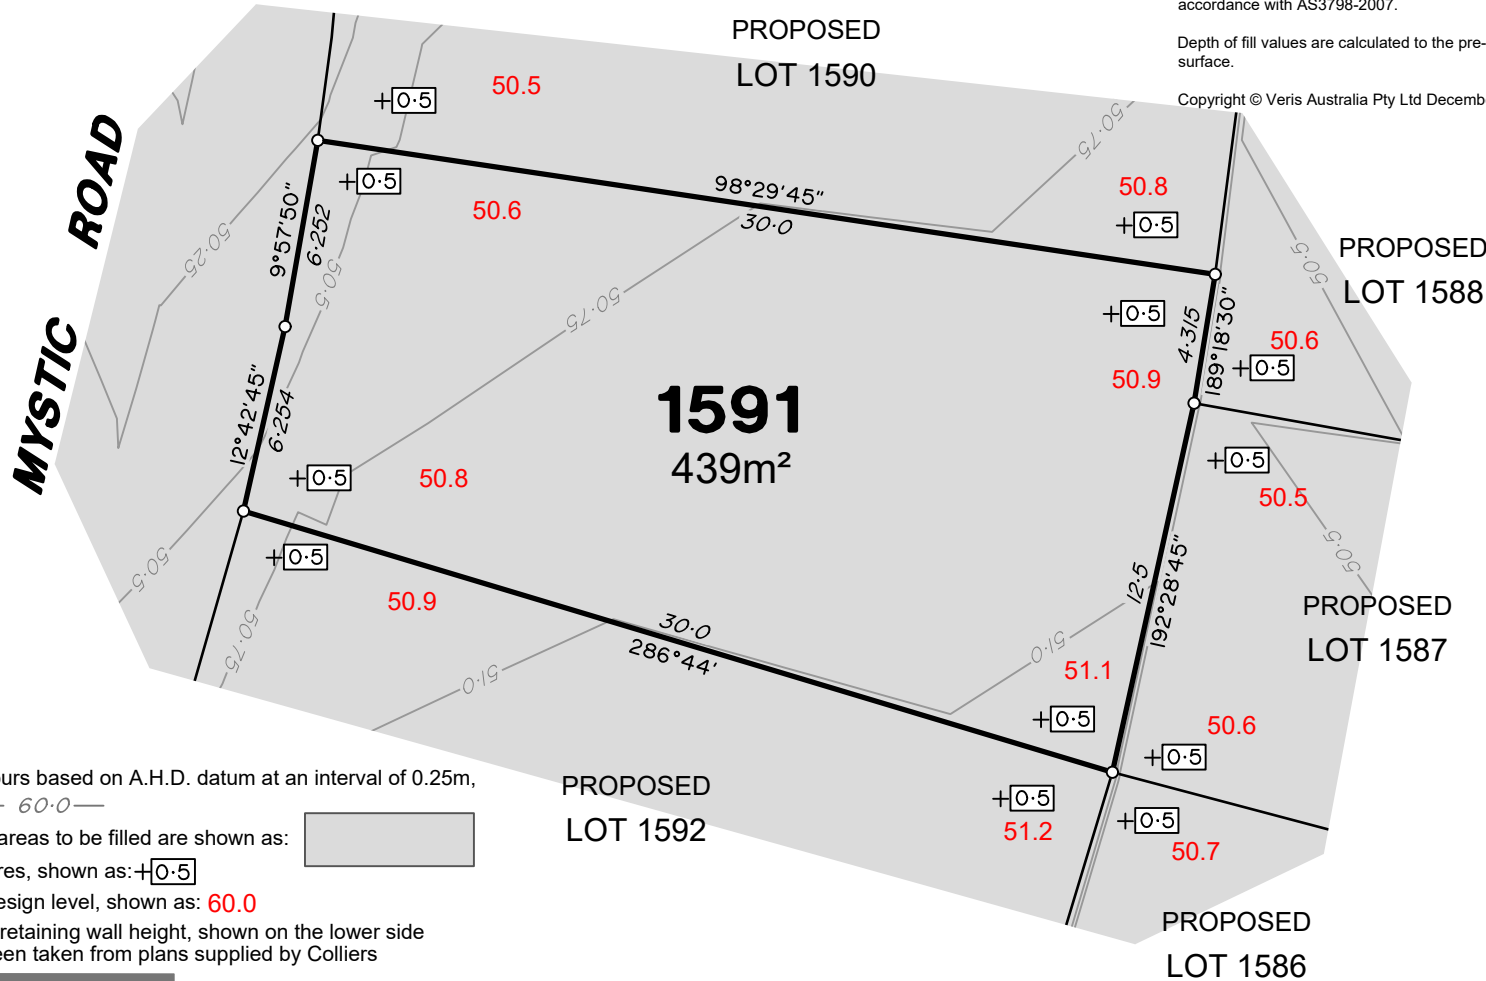 accordance with AS3798-2007.
Depth of fill values are calculated to the pre-
surface.
Copyright © Veris Australia Pty Ltd Decemb
PROPOSED
LOT 1590
50.5
+0·5
MYSTIC ROAD
50·25
50·75
50.8
+0·5
+0·5
50.6
98°29'45"
30·0
9°57'50"
6·252
50·5
50·75
PROPOSED
LOT 1588
50·5
+0·5
4·315
189°18'30"
50.6
+0·5
50.9
1591
439m²
12°42'45"
6·254
+0·5
50.8
+0·5
50.5
50·5
+0·5
50·5
50.9
50·75
30·0
286°44'
51·0
12·5
192°28'45"
51·0
51.1
+0·5
PROPOSED
LOT 1587
50.6
+0·5
PROPOSED
LOT 1592
+0·5
51.2
+0·5
50.7
PROPOSED
LOT 1586
urs based on A.H.D. datum at an interval of 0.25m,
60·0
areas to be filled are shown as:
res, shown as: +0·5
esign level, shown as: 60.0
retaining wall height, shown on the lower side
een taken from plans supplied by Colliers